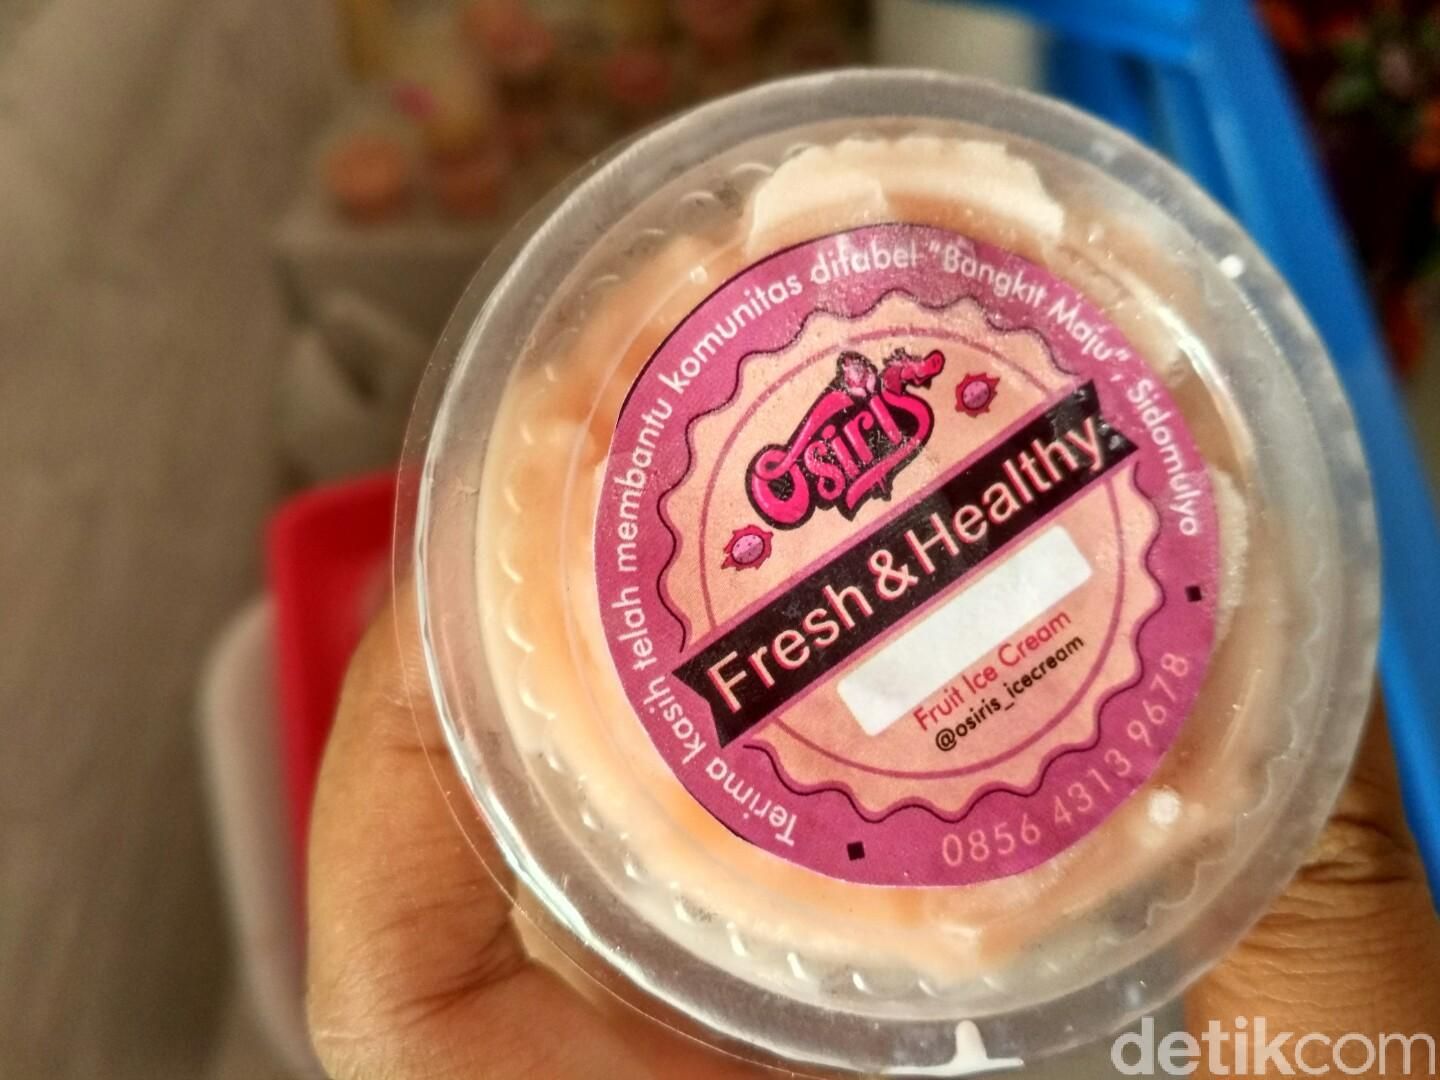 Terima kasih telah membantu komunitas difabel "Bangkit Maju", Sidomulyo
Osiris
Fresh & Healthy
Fruit Ice Cream
@osiris_icecream
0856 4313 9678
detikcom